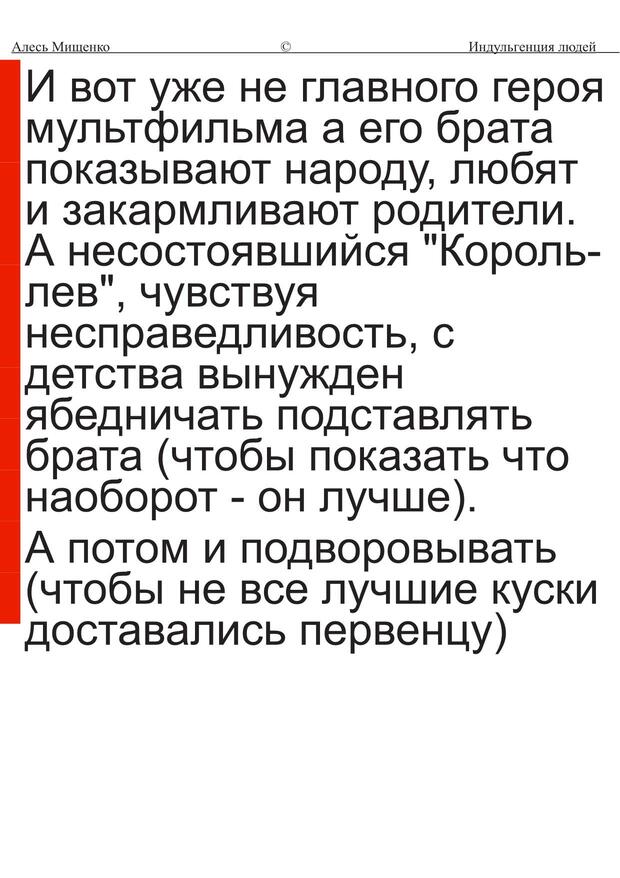 Алесь Мищенко © Индульгенция людей
И вот уже не главного героя
мультфильма а его брата
показывают народу, любят
и закармливают родители.
А несостоявшийся "Король-
лев", чувствуя
несправедливость, с
детства вынужден
ябедничать подставлять
брата (чтобы показать что
наоборот - он лучше).
А потом и подворовывать
(чтобы не все лучшие куски
доставались первенцу)